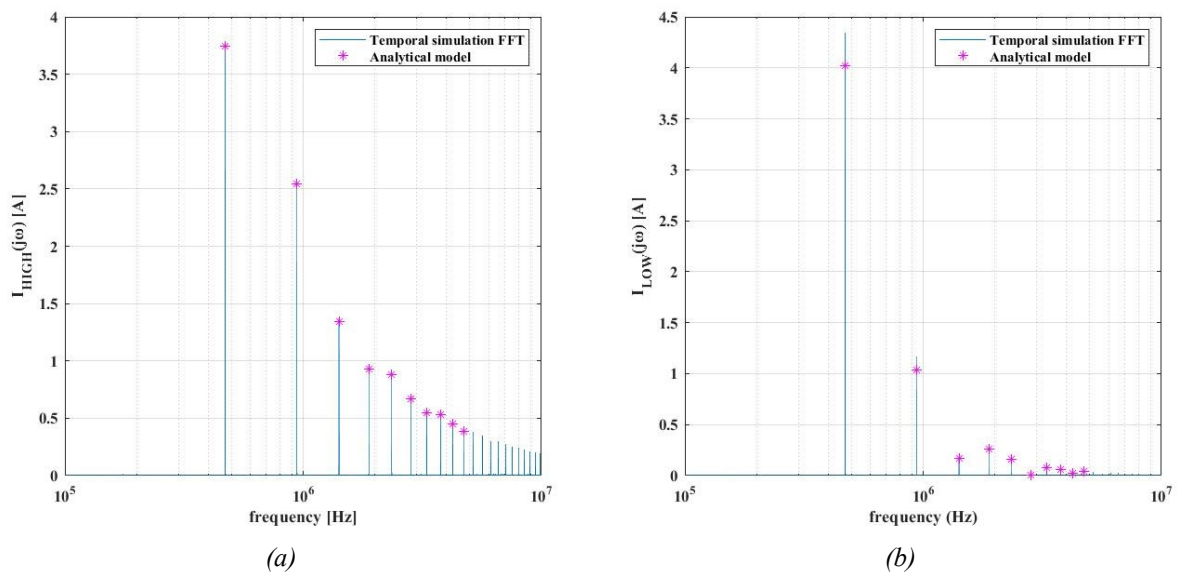 4
3.5
3
2.5
2
1.5
1
0.5
0
I_HIGH(jω) [A]
Temporal simulation FFT
Analytical model
10^5
10^6
10^7
frequency [Hz]
(a)
4.5
4
3.5
3
2.5
2
1.5
1
0.5
0
I_LOW(jω) [A]
Temporal simulation FFT
Analytical model
10^5
10^6
10^7
frequency (Hz)
(b)